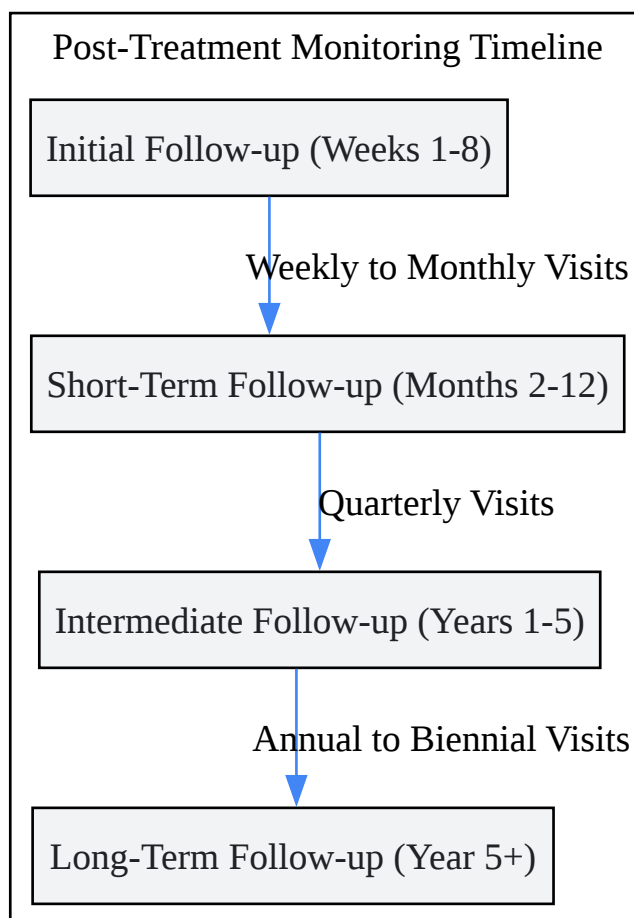 Post-Treatment Monitoring Timeline
Initial Follow-up (Weeks 1-8)
Weekly to Monthly Visits
Short-Term Follow-up (Months 2-12)
Quarterly Visits
Intermediate Follow-up (Years 1-5)
Annual to Biennial Visits
Long-Term Follow-up (Year 5+)